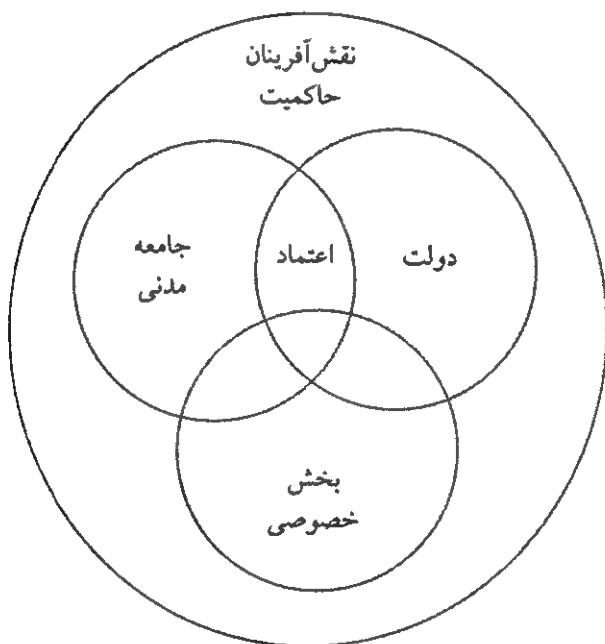 نقش‌آفرینان
حاکمیت
دولت
اعتماد
جامعه
مدنی
بخش
خصوصی